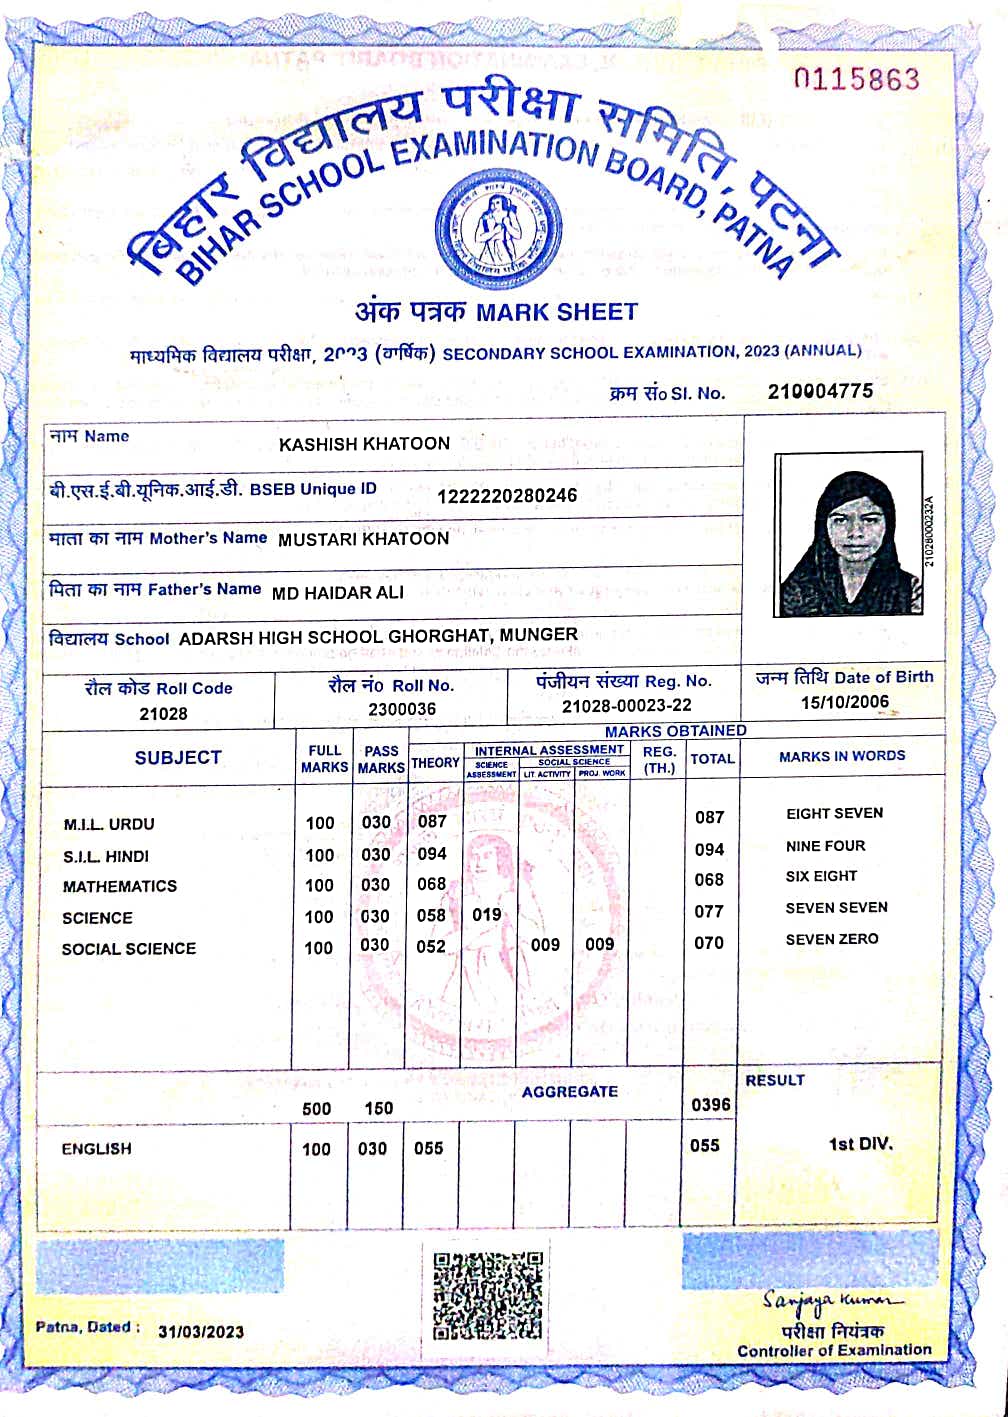 0115863
बिहार विद्यालय परीक्षा समिति, पटना
BIHAR SCHOOL EXAMINATION BOARD, PATNA
अंक पत्रक MARK SHEET
माध्यमिक विद्यालय परीक्षा, 2023 (वार्षिक) SECONDARY SCHOOL EXAMINATION, 2023 (ANNUAL)
क्रम सं० Sl. No. 210004775
नाम Name KASHISH KHATOON
बी.एस.ई.बी.यूनिक.आई.डी. BSEB Unique ID 1222220280246
माता का नाम Mother's Name MUSTARI KHATOON
पिता का नाम Father's Name MD HAIDAR ALI
विद्यालय School ADARSH HIGH SCHOOL GHORGHAT, MUNGER
21028000232A
रौल कोड Roll Code रौल नं० Roll No. पंजीयन संख्या Reg. No. जन्म तिथि Date of Birth
21028 2300036 21028-00023-22 15/10/2006
MARKS OBTAINED
SUBJECT FULL MARKS PASS MARKS THEORY INTERNAL ASSESSMENT REG. (TH.) TOTAL MARKS IN WORDS
SCIENCE ASSESSMENT SOCIAL SCIENCE
LIT. ACTIVITY PROJ. WORK
M.I.L. URDU 100 030 087 087 EIGHT SEVEN
S.I.L. HINDI 100 030 094 094 NINE FOUR
MATHEMATICS 100 030 068 068 SIX EIGHT
SCIENCE 100 030 058 019 077 SEVEN SEVEN
SOCIAL SCIENCE 100 030 052 009 009 070 SEVEN ZERO
500 150 AGGREGATE 0396 RESULT
ENGLISH 100 030 055 055 1st DIV.
Sanjaya Kumar
Patna, Dated : 31/03/2023
परीक्षा नियंत्रक
Controller of Examination